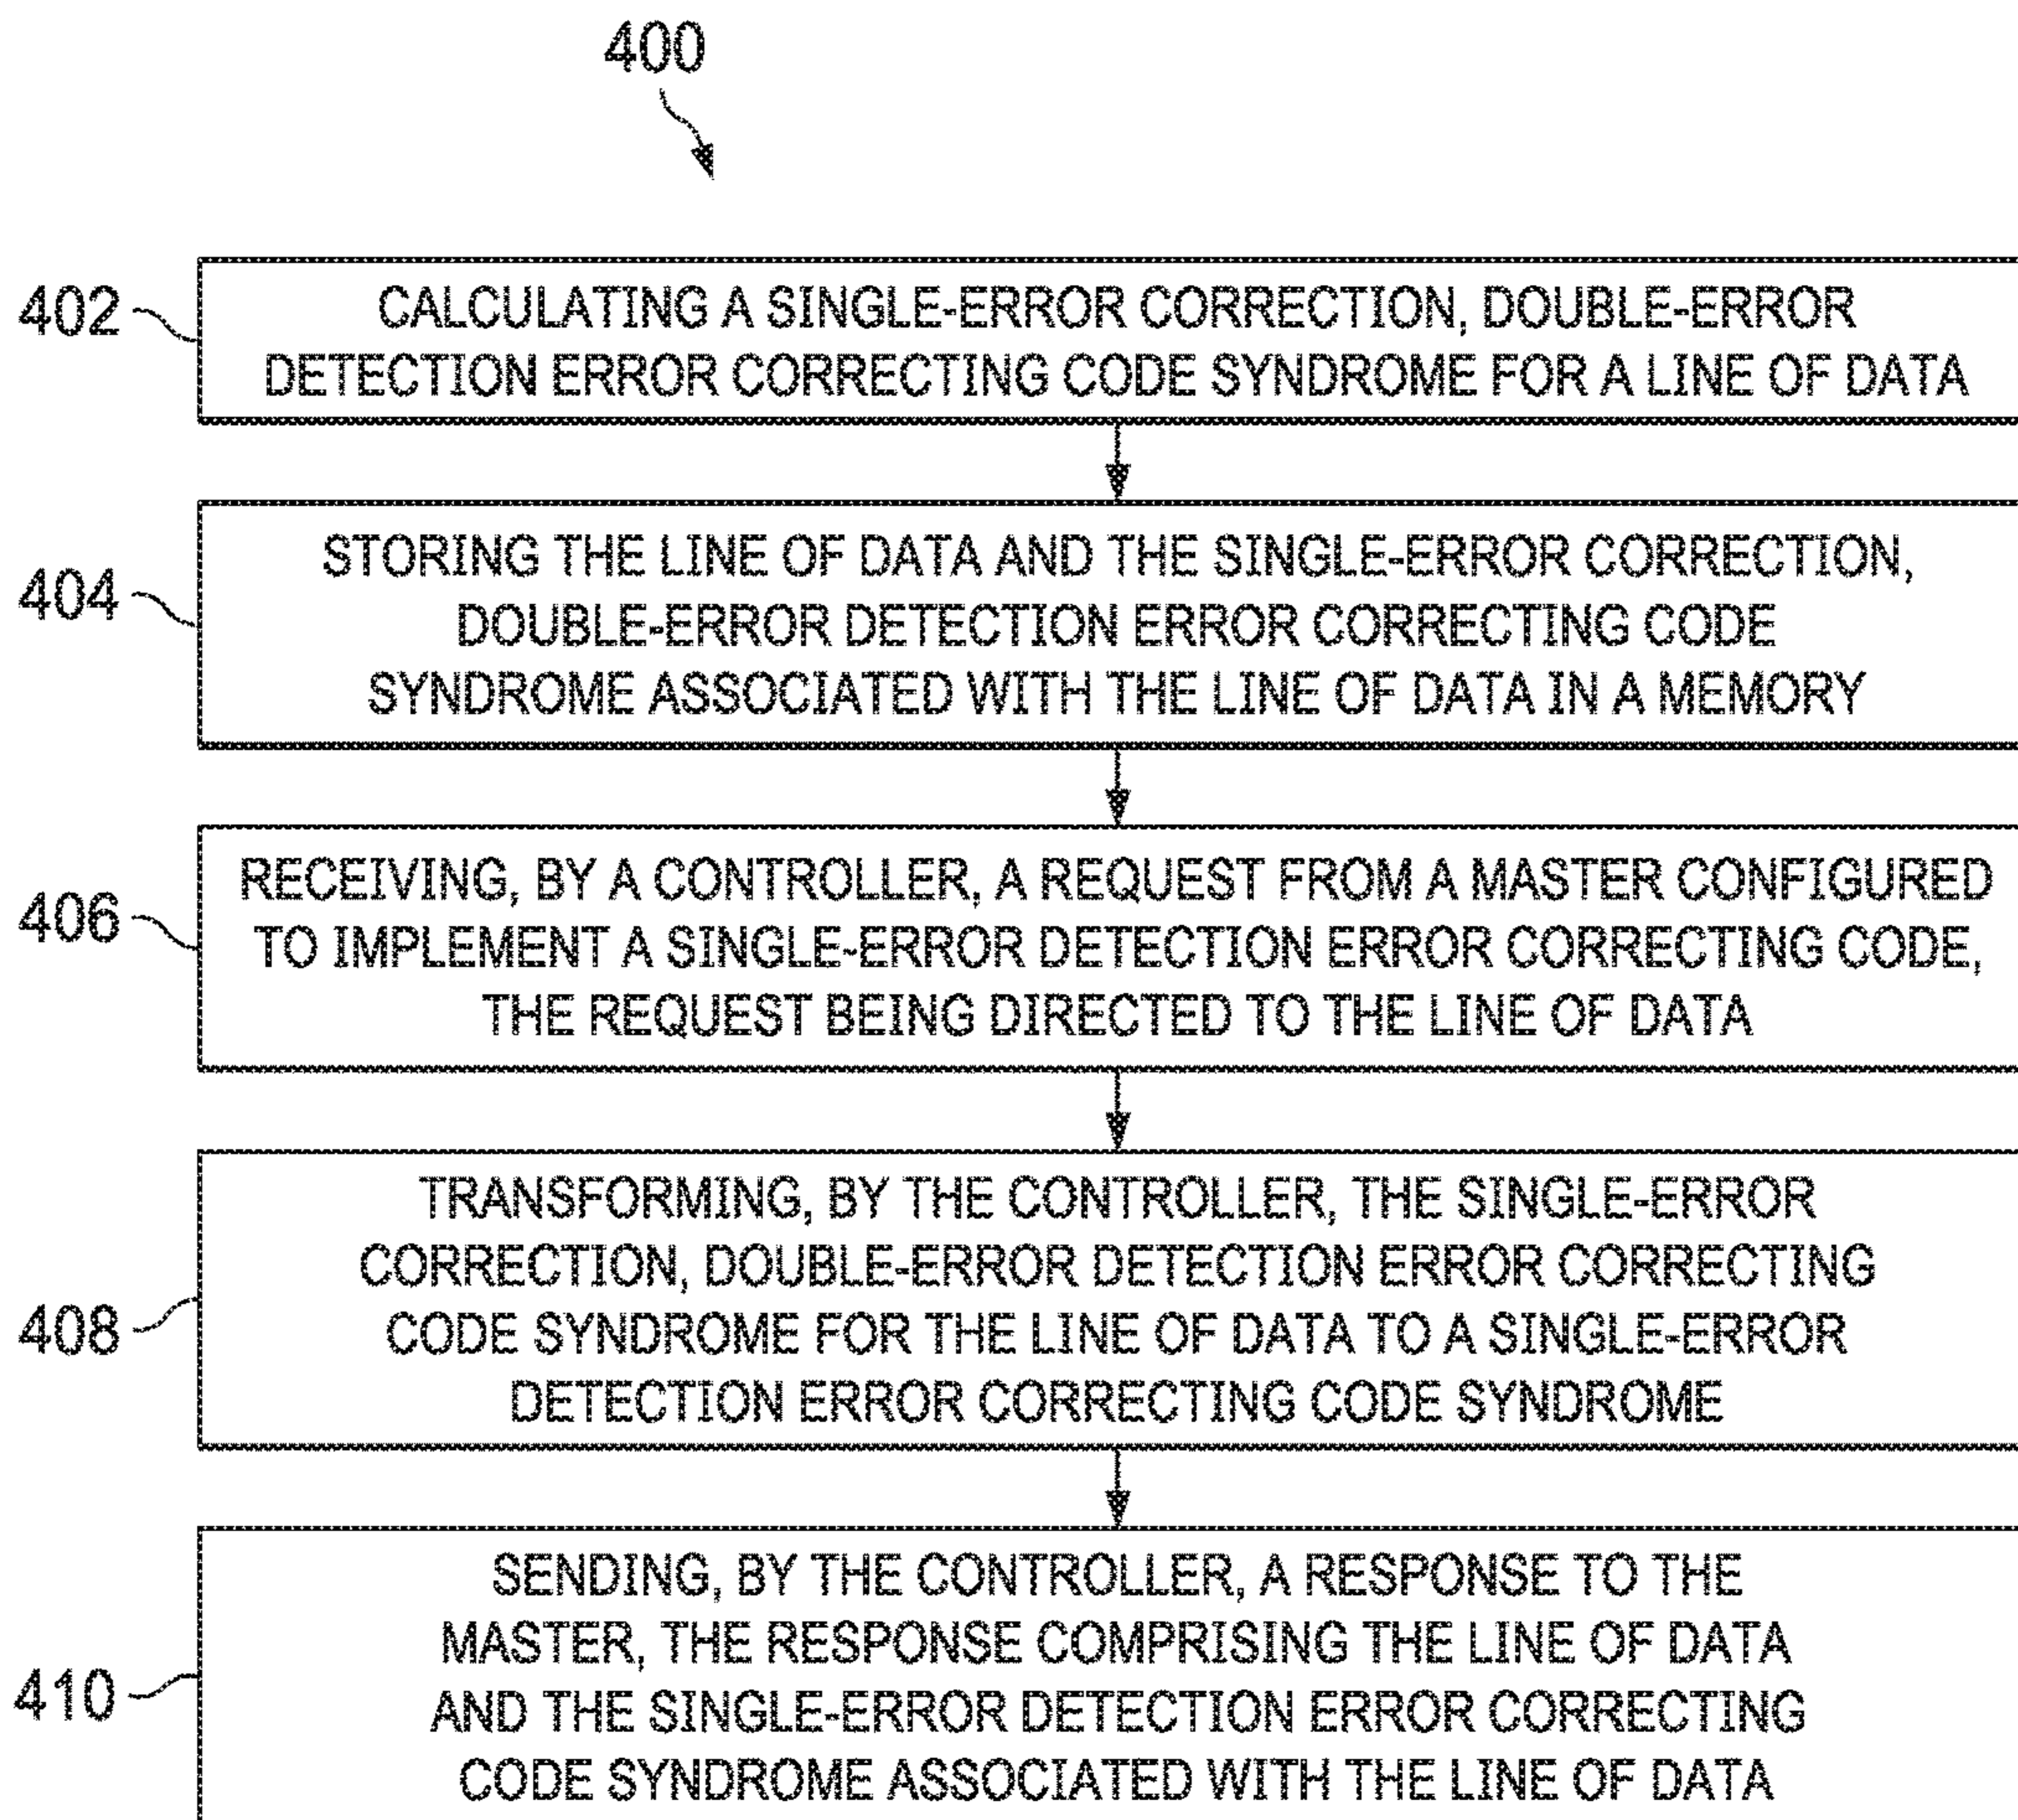 400
402
CALCULATING A SINGLE-ERROR CORRECTION, DOUBLE-ERROR
DETECTION ERROR CORRECTING CODE SYNDROME FOR A LINE OF DATA
404
STORING THE LINE OF DATA AND THE SINGLE-ERROR CORRECTION,
DOUBLE-ERROR DETECTION ERROR CORRECTING CODE
SYNDROME ASSOCIATED WITH THE LINE OF DATA IN A MEMORY
406
RECEIVING, BY A CONTROLLER, A REQUEST FROM A MASTER CONFIGURED
TO IMPLEMENT A SINGLE-ERROR DETECTION ERROR CORRECTING CODE,
THE REQUEST BEING DIRECTED TO THE LINE OF DATA
408
TRANSFORMING, BY THE CONTROLLER, THE SINGLE-ERROR
CORRECTION, DOUBLE-ERROR DETECTION ERROR CORRECTING
CODE SYNDROME FOR THE LINE OF DATA TO A SINGLE-ERROR
DETECTION ERROR CORRECTING CODE SYNDROME
410
SENDING, BY THE CONTROLLER, A RESPONSE TO THE
MASTER, THE RESPONSE COMPRISING THE LINE OF DATA
AND THE SINGLE-ERROR DETECTION ERROR CORRECTING
CODE SYNDROME ASSOCIATED WITH THE LINE OF DATA